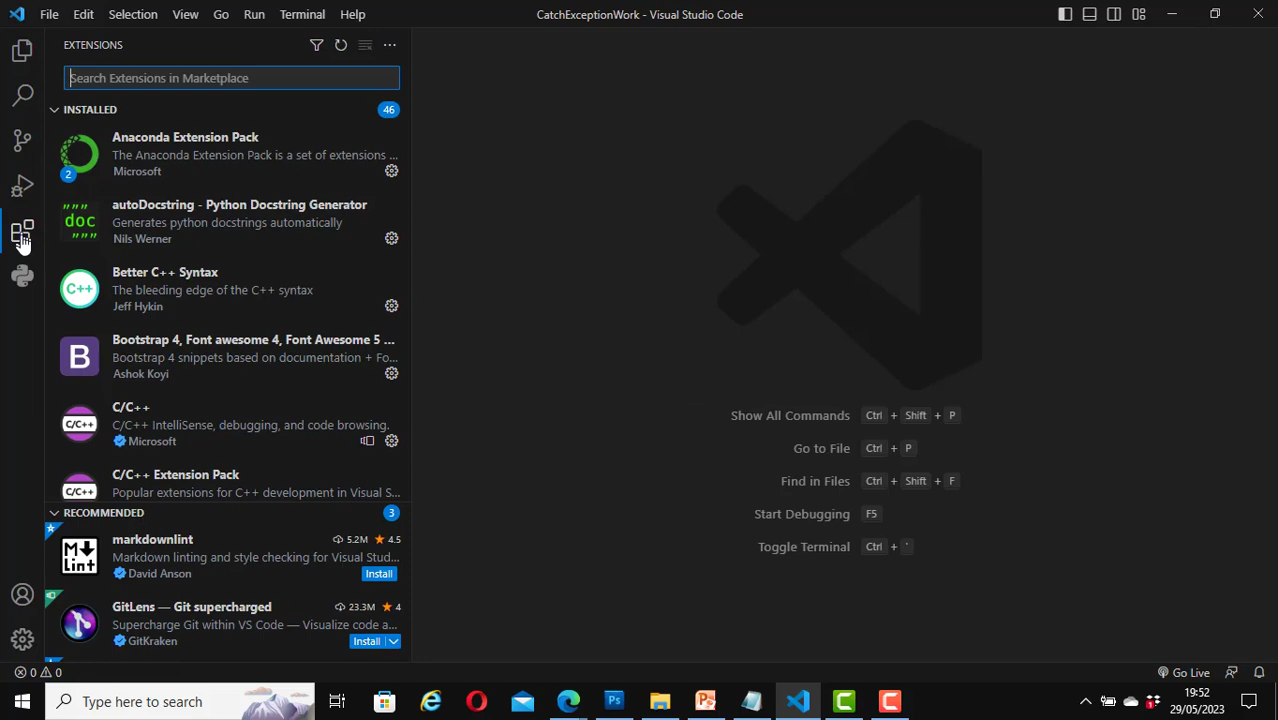 File Edit Selection View Go Run Terminal Help CatchExceptionWork - Visual Studio Code
EXTENSIONS
Search Extensions in Marketplace
INSTALLED 46
Anaconda Extension Pack
The Anaconda Extension Pack is a set of extensions ...
2 Microsoft
autoDocstring - Python Docstring Generator
""" doc """
Generates python docstrings automatically
Nils Werner
Better C++ Syntax
C++ The bleeding edge of the C++ syntax
Jeff Hykin
Bootstrap 4, Font awesome 4, Font Awesome 5 ...
B Bootstrap 4 snippets based on documentation + Fo...
Ashok Koyi
C/C++
C/C++ C/C++ IntelliSense, debugging, and code browsing.
Microsoft
C/C++ Extension Pack
C/C++ Popular extensions for C++ development in Visual S...
RECOMMENDED 3
markdownlint 5.2M 4.5
M lint Markdown linting and style checking for Visual Stud...
David Anson Install
GitLens — Git supercharged 23.3M 4
Supercharge Git within VS Code — Visualize code a...
GitKraken Install
Show All Commands Ctrl + Shift + P
Go to File Ctrl + P
Find in Files Ctrl + Shift + F
Start Debugging F5
Toggle Terminal Ctrl + `
0 0 Go Live
Type here to search Ps 19:52
29/05/2023